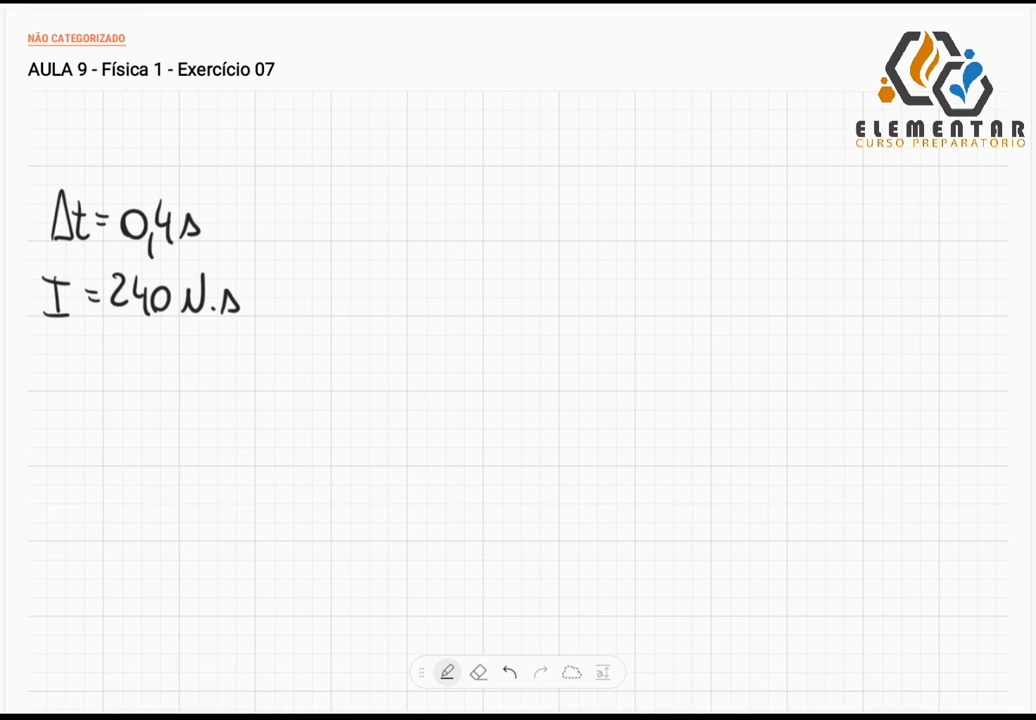 NÃO CATEGORIZADO
AULA 9 - Física 1 - Exercício 07
ELEMENTAR
CURSO PREPARATÓRIO
Δt = 0,4 s
I = 240 N.s